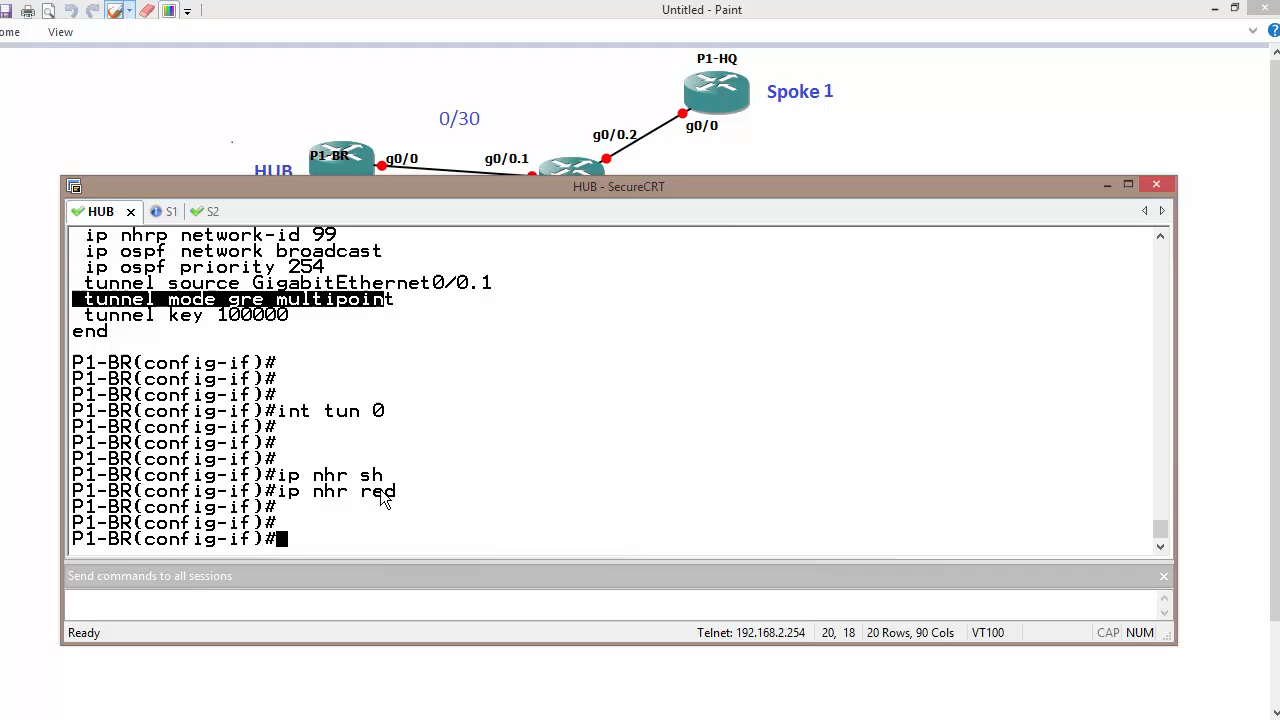 Untitled - Paint
ome
View
P1-HQ
Spoke 1
0/30
g0/0
g0/0.2
P1-BR
g0/0
g0/0.1
HUB
HUB - SecureCRT
HUB
S1
S2
ip nhrp network-id 99
ip ospf network broadcast
ip ospf priority 254
tunnel source GigabitEthernet0/0.1
tunnel mode gre multipoint
tunnel key 100000
end
P1-BR(config-if)#
P1-BR(config-if)#
P1-BR(config-if)#
P1-BR(config-if)#int tun 0
P1-BR(config-if)#
P1-BR(config-if)#
P1-BR(config-if)#
P1-BR(config-if)#ip nhr sh
P1-BR(config-if)#ip nhr red
P1-BR(config-if)#
P1-BR(config-if)#
P1-BR(config-if)#
Send commands to all sessions
Ready
Telnet: 192.168.2.254
20, 18
20 Rows, 90 Cols
VT100
CAP
NUM